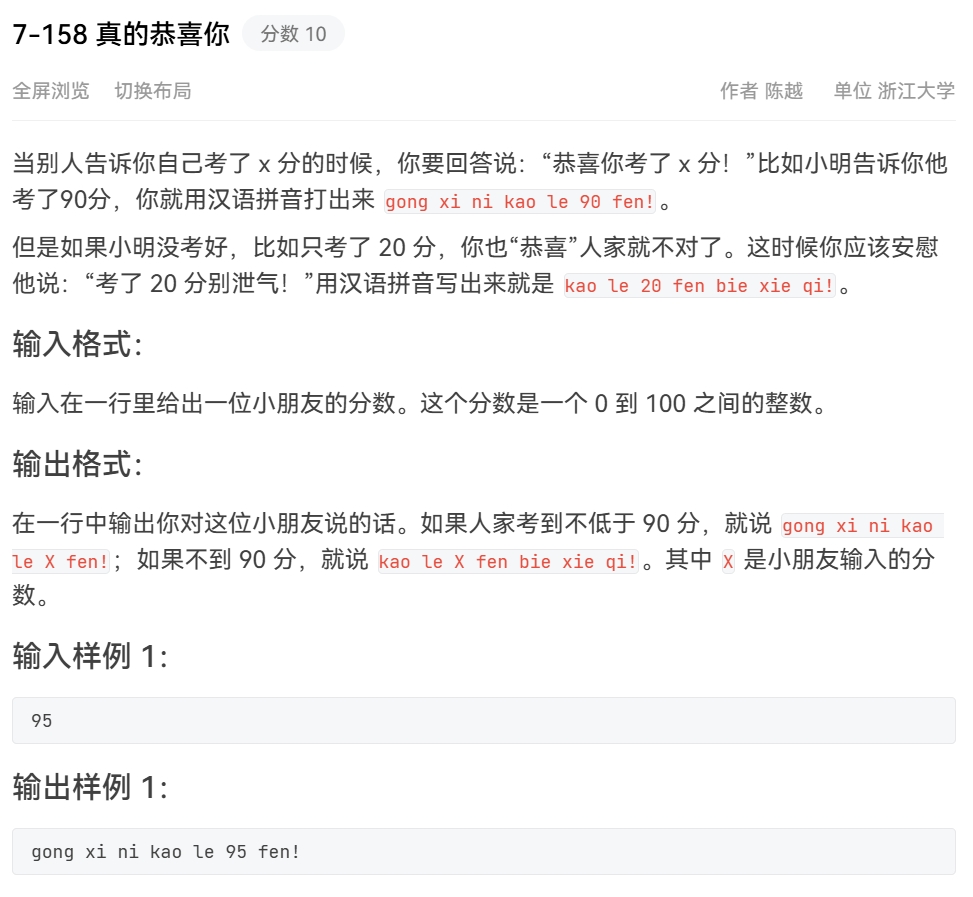 7-158 真的恭喜你 分数 10
全屏浏览 切换布局 作者 陈越 单位 浙江大学
当别人告诉你自己考了 x 分的时候，你要回答说：“恭喜你考了 x 分！”比如小明告诉你他
考了90分，你就用汉语拼音打出来 gong xi ni kao le 90 fen!。
但是如果小明没考好，比如只考了 20 分，你也“恭喜”人家就不对了。这时候你应该安慰
他说：“考了 20 分别泄气！”用汉语拼音写出来就是 kao le 20 fen bie xie qi!。
输入格式：
输入在一行里给出一位小朋友的分数。这个分数是一个 0 到 100 之间的整数。
输出格式：
在一行中输出你对这位小朋友说的话。如果人家考到不低于 90 分，就说 gong xi ni kao
le X fen!；如果不到 90 分，就说 kao le X fen bie xie qi!。其中 X 是小朋友输入的分
数。
输入样例 1：
95
输出样例 1：
gong xi ni kao le 95 fen!